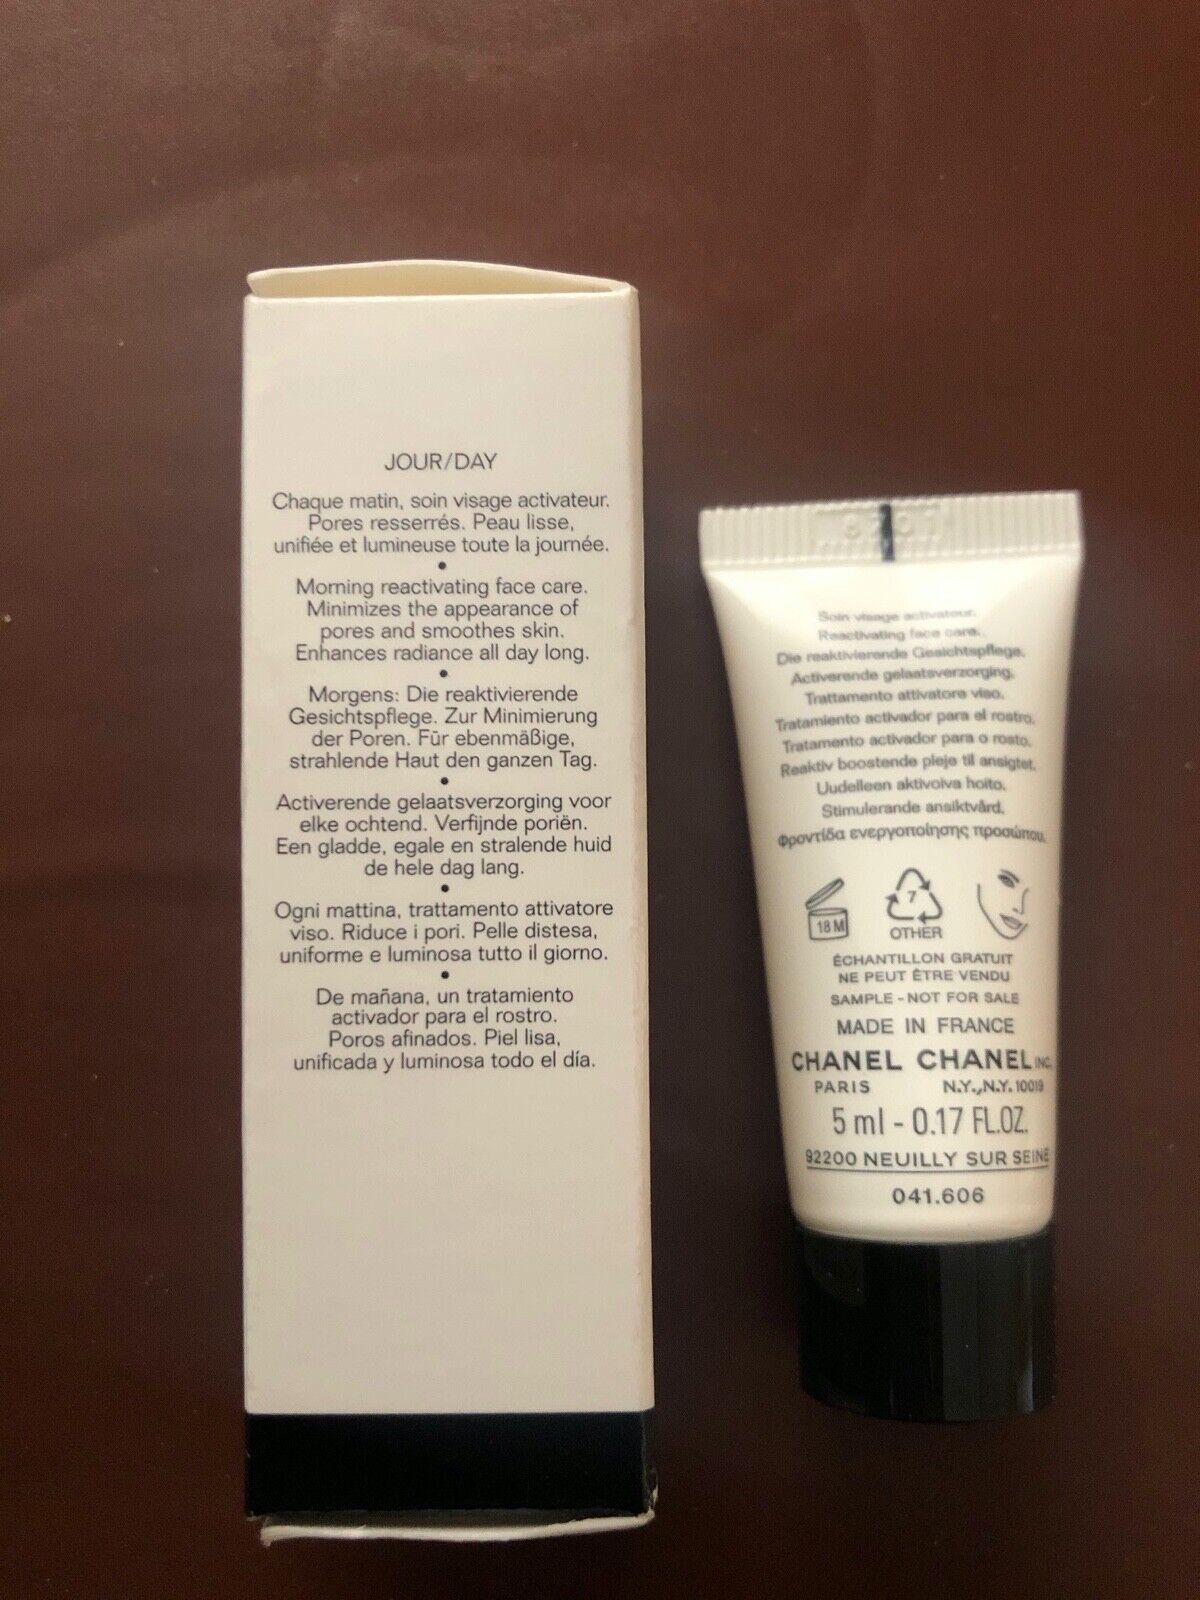 JOUR/DAY
Chaque matin, soin visage activateur.
Pores resserrés. Peau lisse,
unifiée et lumineuse toute la journée.
•
Morning reactivating face care.
Minimizes the appearance of
pores and smoothes skin.
Enhances radiance all day long.
•
Morgens: Die reaktivierende
Gesichtspflege. Zur Minimierung
der Poren. Für ebenmäßige,
strahlende Haut den ganzen Tag.
•
Activerende gelaatsverzorging voor
elke ochtend. Verfijnde poriën.
Een gladde, egale en stralende huid
de hele dag lang.
•
Ogni mattina, trattamento attivatore
viso. Riduce i pori. Pelle distesa,
uniforme e luminosa tutto il giorno.
•
De mañana, un tratamiento
activador para el rostro.
Poros afinados. Piel lisa,
unificada y luminosa todo el día.
Soin visage activateur.
Reactivating face care.
Die reaktivierende Gesichtspflege.
Activerende gelaatsverzorging.
Trattamento attivatore viso.
Tratamiento activador para el rostro.
Tratamento activador para o rosto.
Reaktiv boostende pleje til ansigtet.
Uudelleen aktivoiva hoito.
Stimulerande ansiktvård.
Φροντίδα ενεργοποίησης προσώπου.
18 M
7
OTHER
ÉCHANTILLON GRATUIT
NE PEUT ÊTRE VENDU
SAMPLE - NOT FOR SALE
MADE IN FRANCE
CHANEL CHANEL INC.
PARIS N.Y., N.Y. 10019
5 ml - 0.17 FL.OZ.
92200 NEUILLY SUR SEINE
041.606